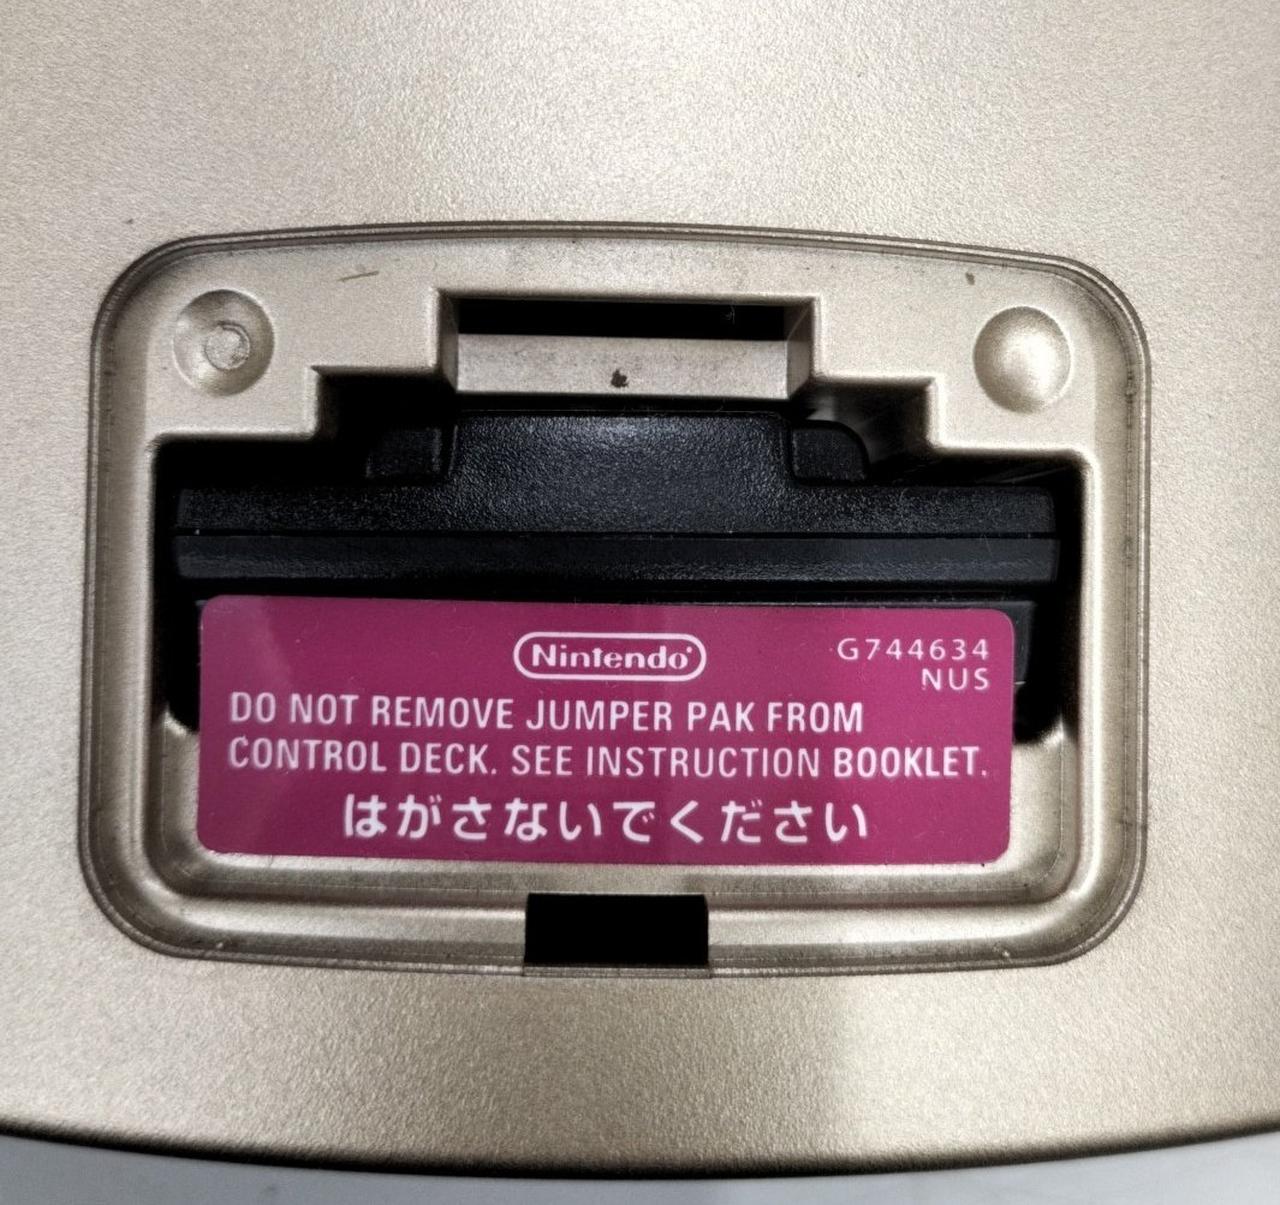 Nintendo
G744634
NUS
DO NOT REMOVE JUMPER PAK FROM
CONTROL DECK. SEE INSTRUCTION BOOKLET.
はがさないでください